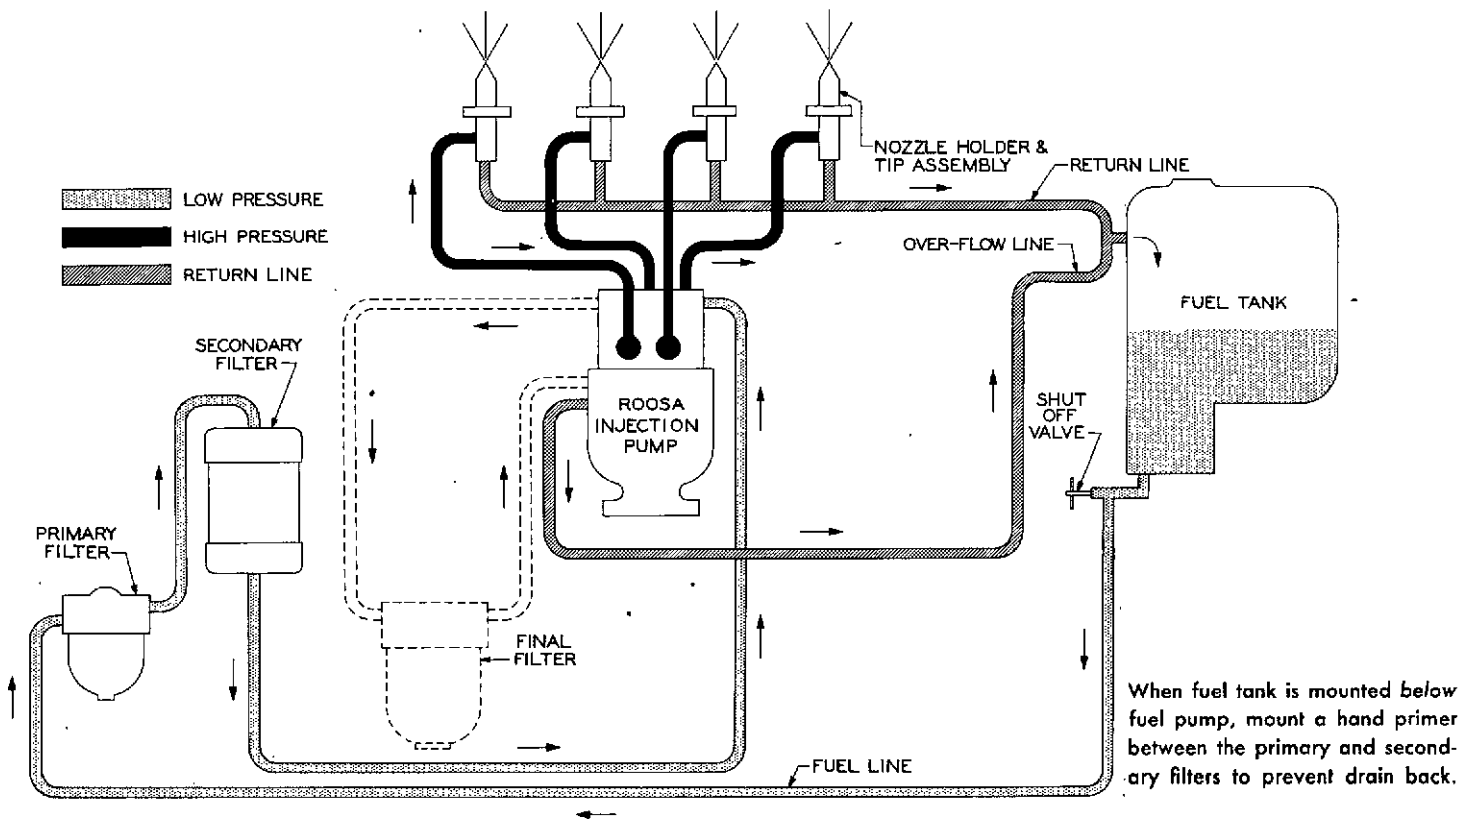 NOZZLE HOLDER &
TIP ASSEMBLY
RETURN LINE
LOW PRESSURE
HIGH PRESSURE
RETURN LINE
OVER-FLOW LINE
FUEL TANK
SECONDARY
FILTER
ROOSA
INJECTION
PUMP
SHUT
OFF
VALVE
PRIMARY
FILTER
FINAL
FILTER
FUEL LINE
When fuel tank is mounted below
fuel pump, mount a hand primer
between the primary and second-
ary filters to prevent drain back.